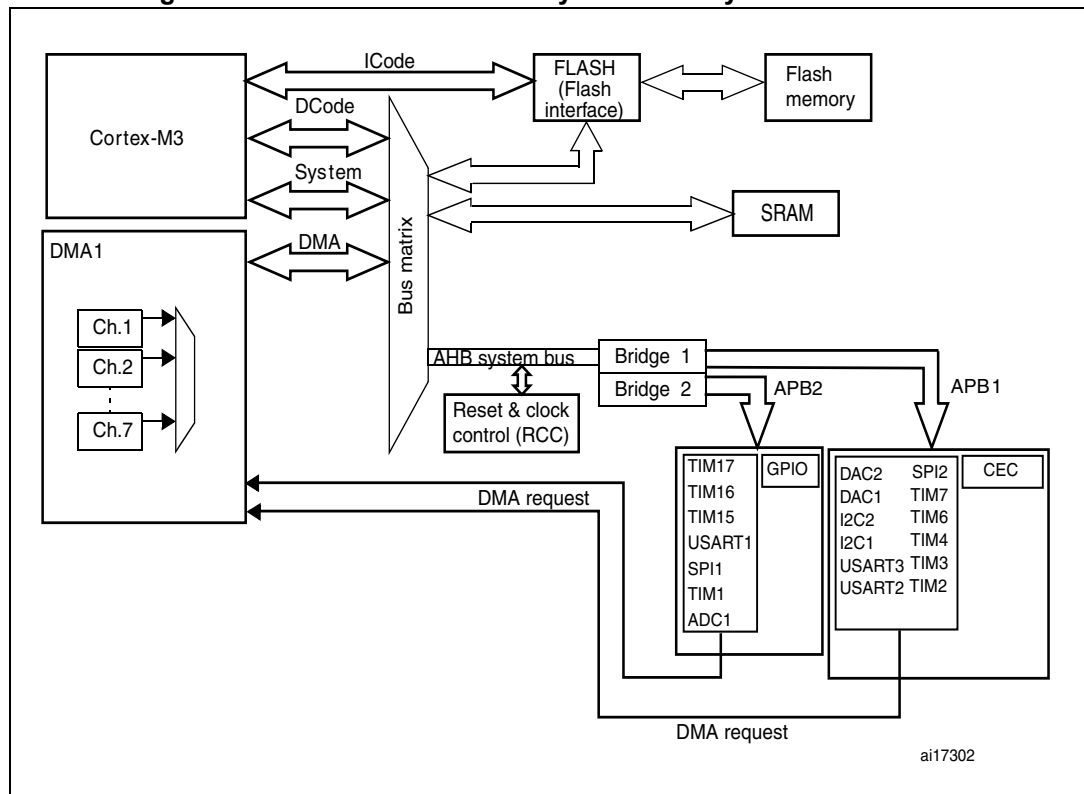 ICode
FLASH
(Flash
interface)
Flash
memory
Cortex-M3
DCode
System
SRAM
DMA1
DMA
Bus matrix
Ch.1
Ch.2
Ch.7
AHB system bus
Bridge 1
Bridge 2
APB2
APB1
Reset & clock
control (RCC)
TIM17
TIM16
TIM15
USART1
SPI1
TIM1
ADC1
GPIO
DAC2
DAC1
I2C2
I2C1
USART3
USART2
SPI2
TIM7
TIM6
TIM4
TIM3
TIM2
CEC
DMA request
DMA request
ai17302